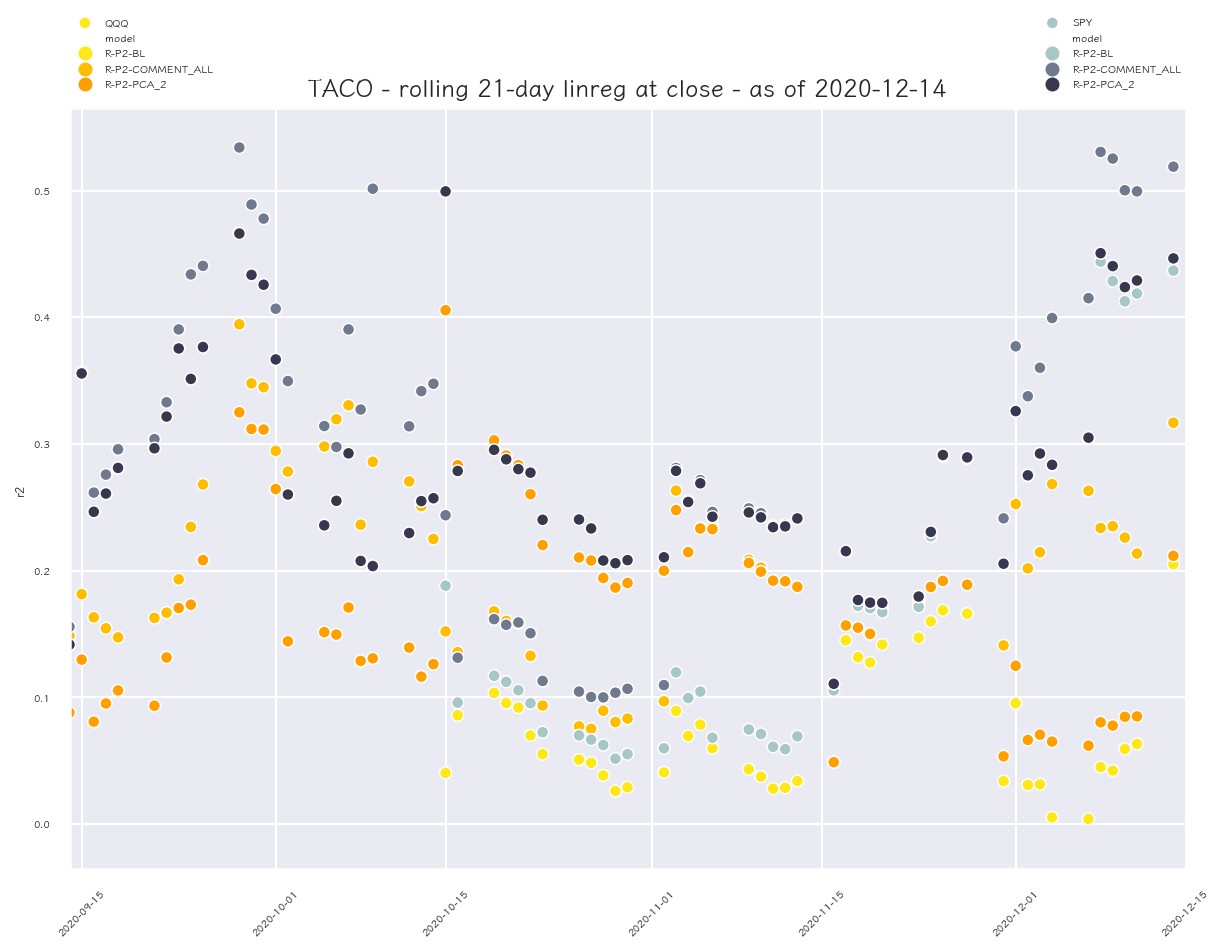 QQQ
model
R-P2-BL
R-P2-COMMENT_ALL
R-P2-PCA_2
SPY
model
R-P2-BL
R-P2-COMMENT_ALL
R-P2-PCA_2
TACO - rolling 21-day linreg at close - as of 2020-12-14
r2
0.5
0.4
0.3
0.2
0.1
0.0
2020-09-15
2020-10-01
2020-10-15
2020-11-01
2020-11-15
2020-12-01
2020-12-15